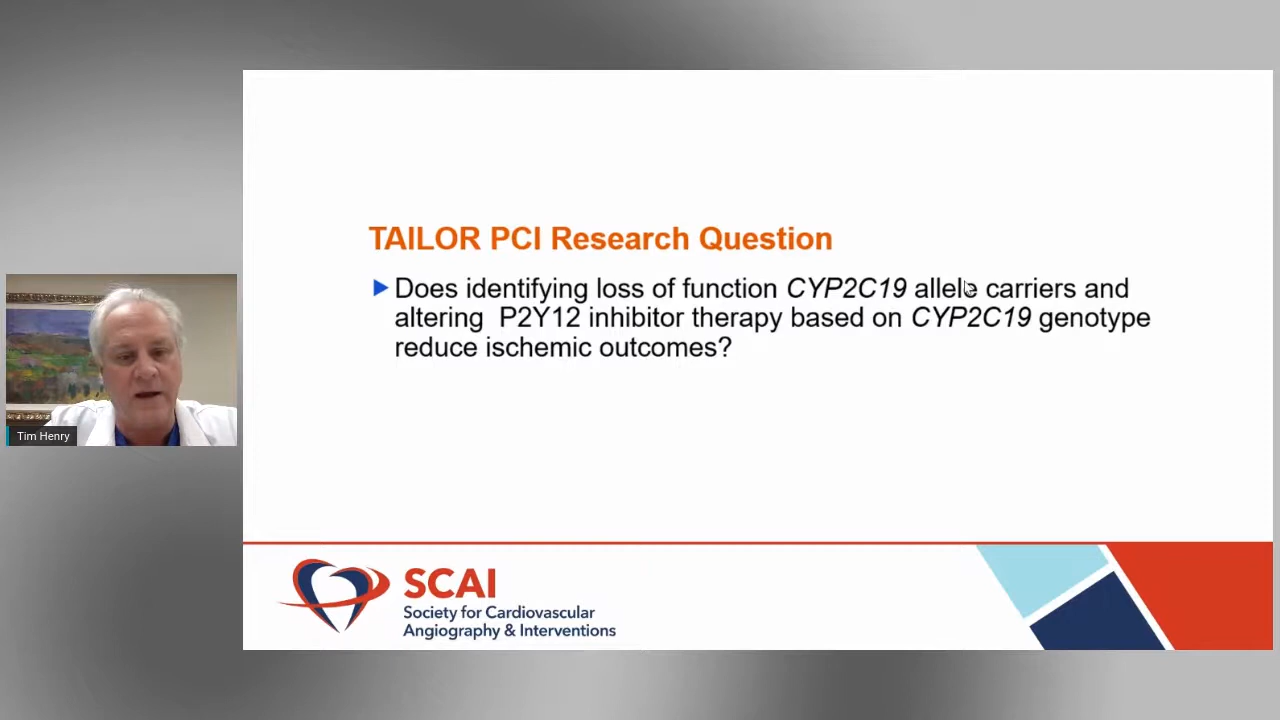 TAILOR PCI Research Question
Does identifying loss of function CYP2C19 allele carriers and
altering P2Y12 inhibitor therapy based on CYP2C19 genotype
reduce ischemic outcomes?
Tim Henry
SCAI
Society for Cardiovascular
Angiography & Interventions